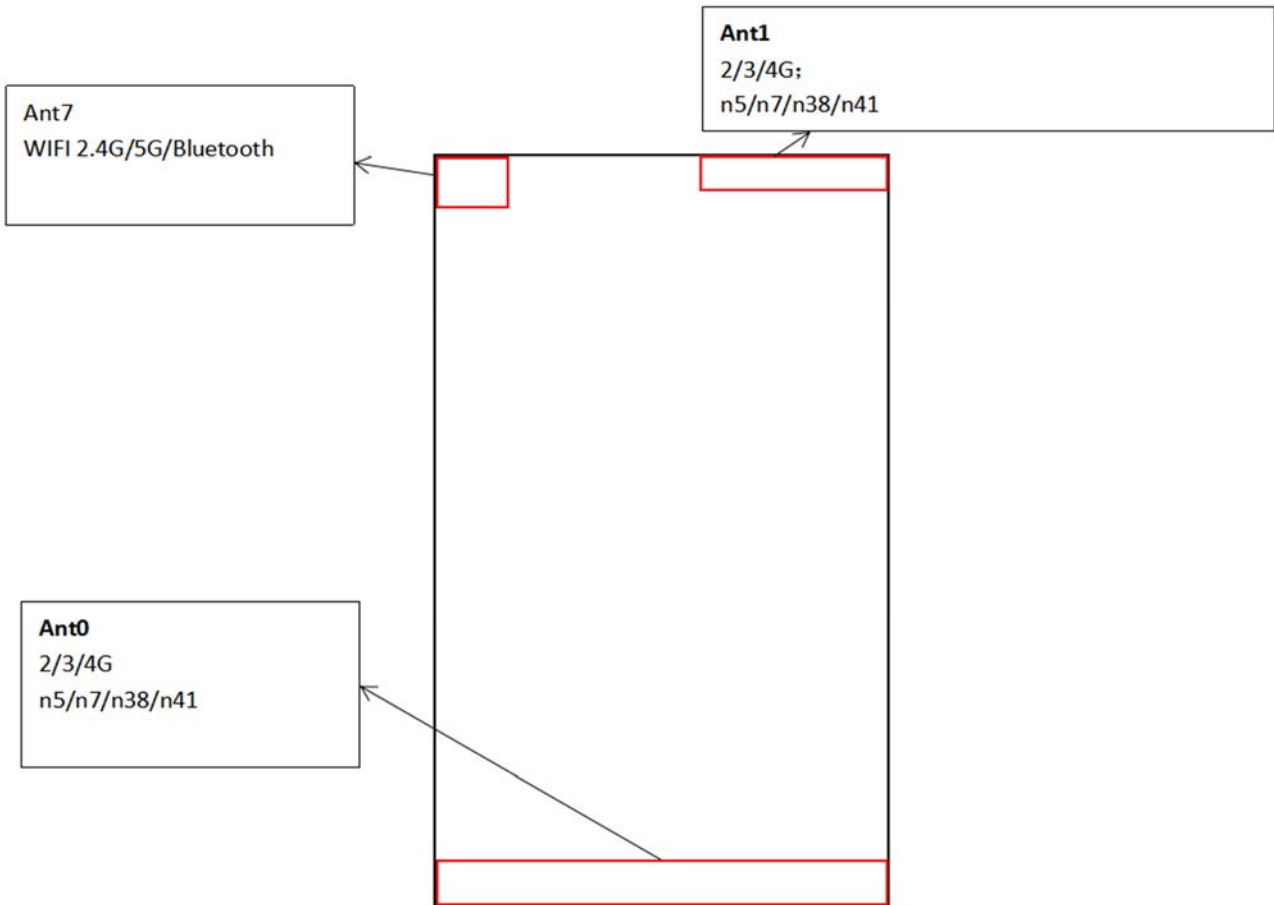 Ant1
2/3/4G；
n5/n7/n38/n41
Ant7
WIFI 2.4G/5G/Bluetooth
Ant0
2/3/4G
n5/n7/n38/n41